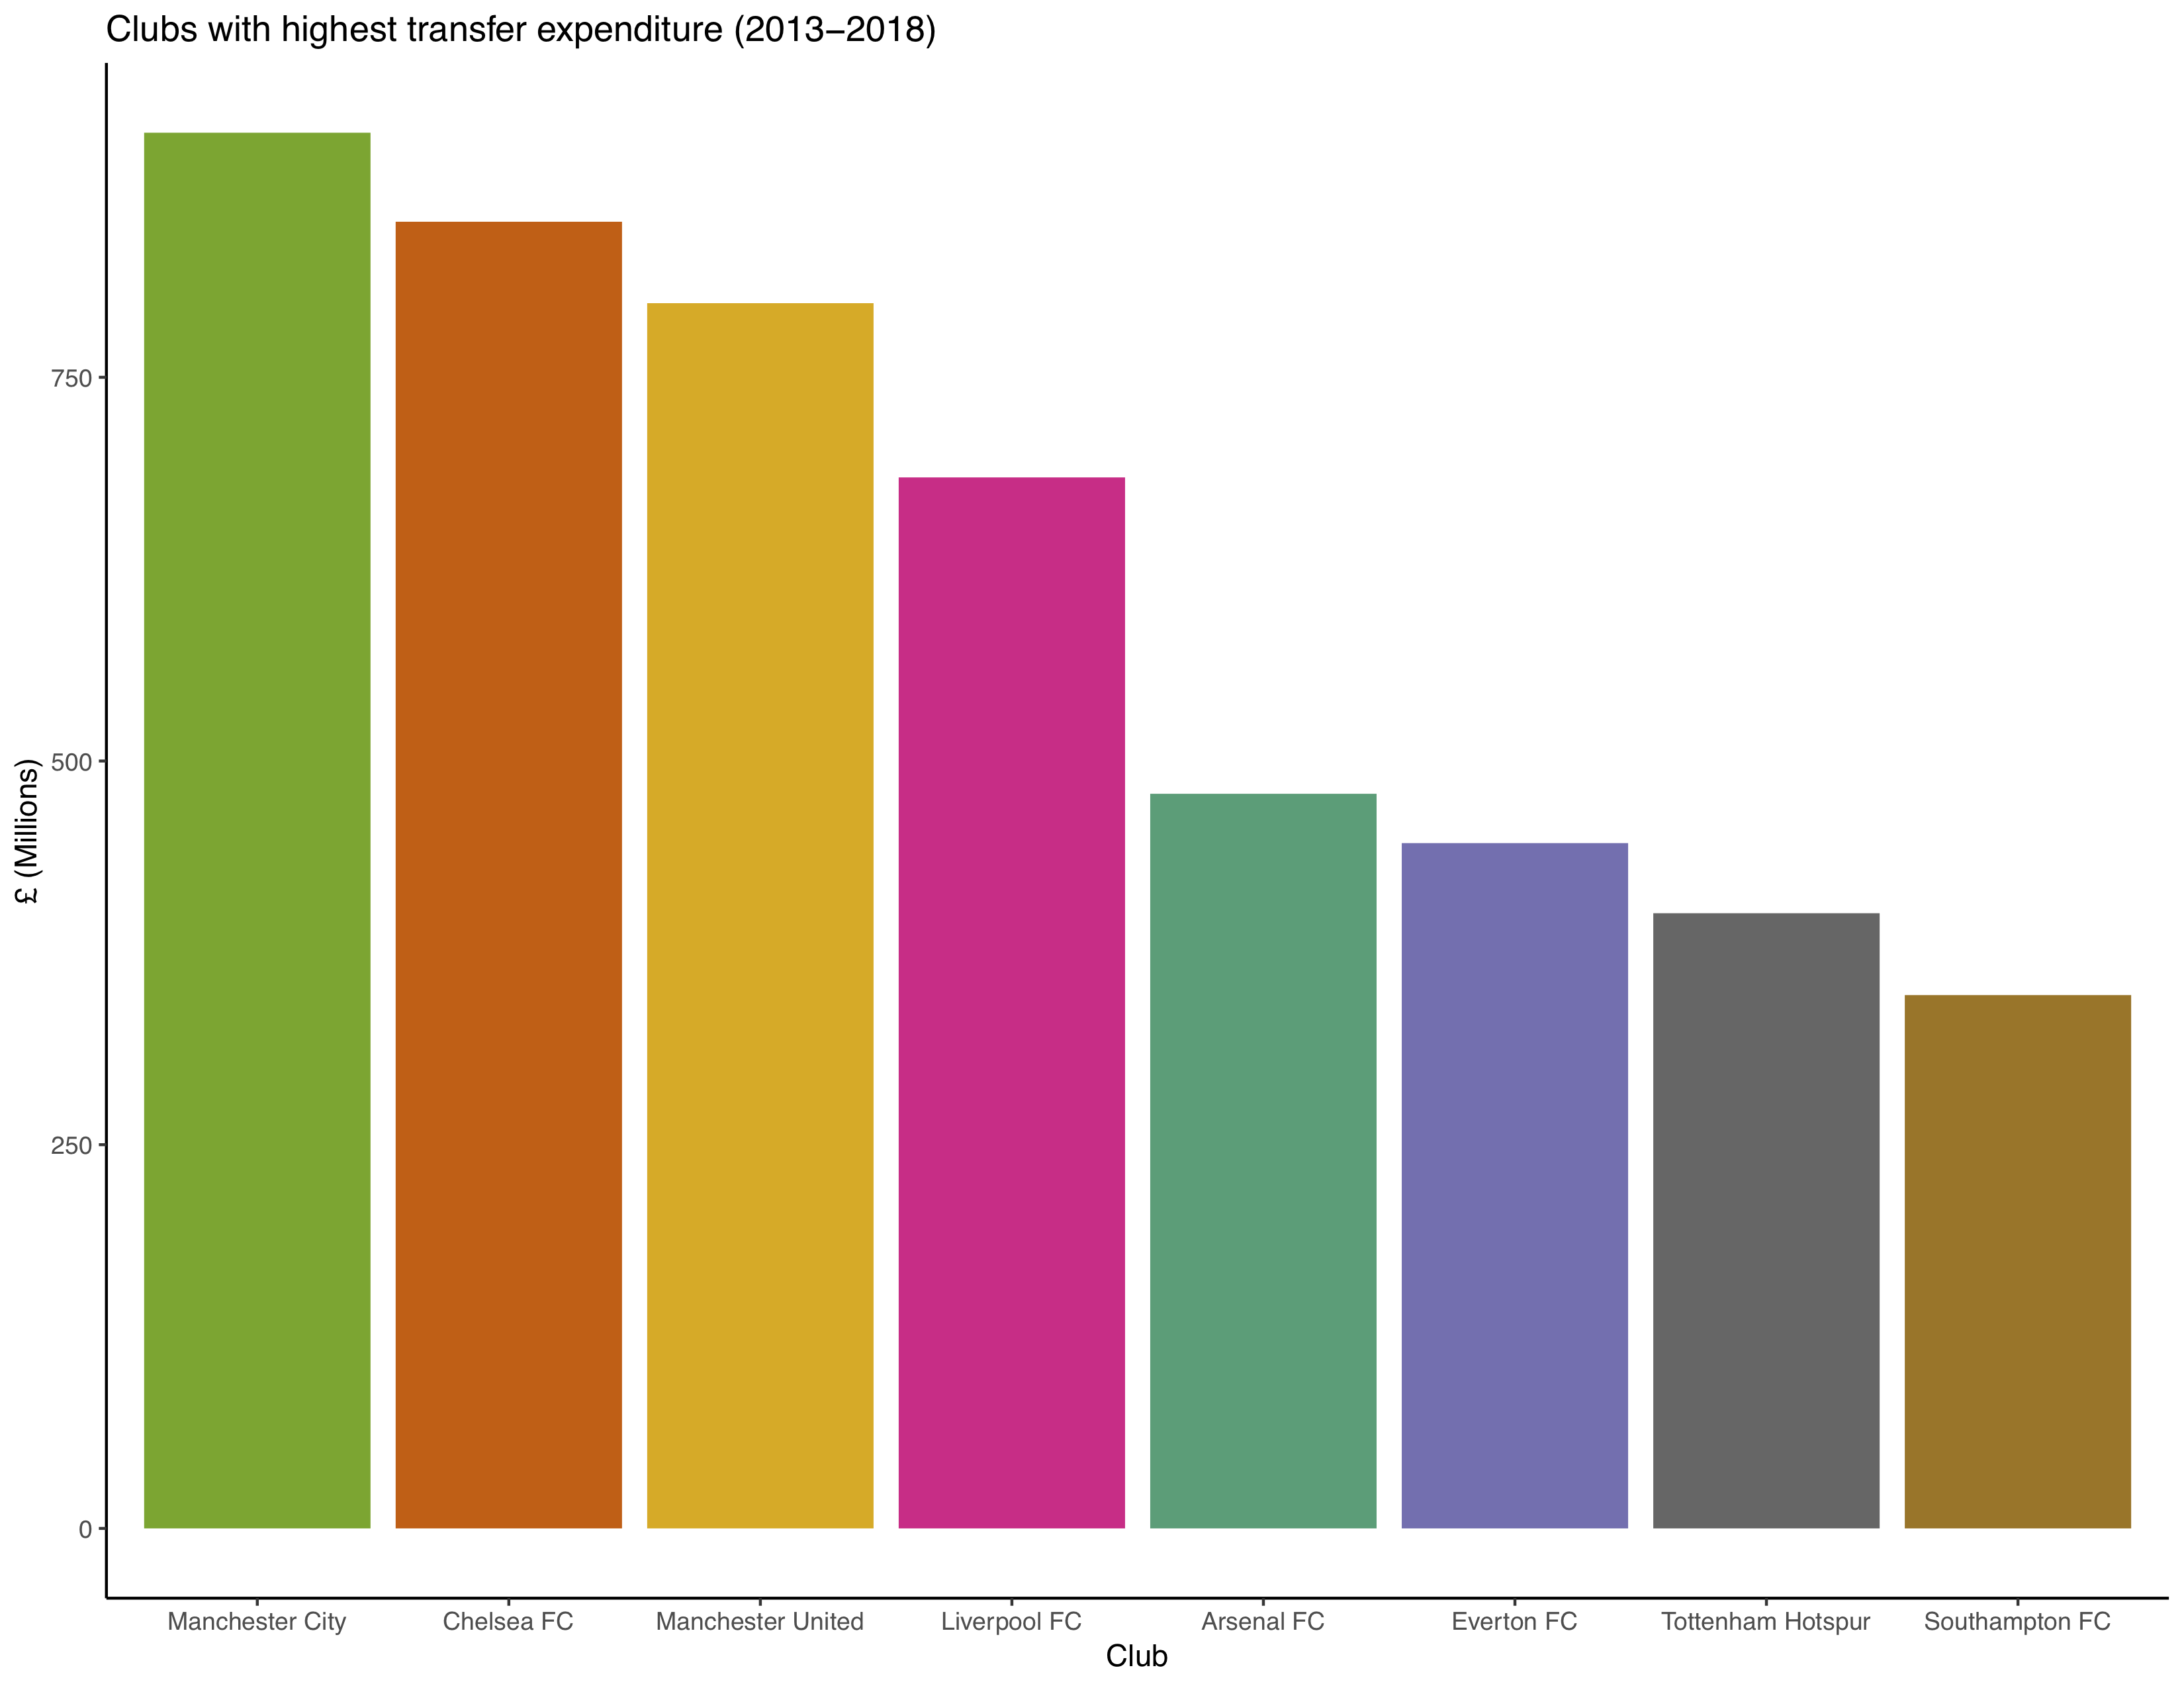 Clubs with highest transfer expenditure (2013−2018)
£ (Millions)
750
500
250
0
Manchester City
Chelsea FC
Manchester United
Liverpool FC
Arsenal FC
Everton FC
Tottenham Hotspur
Southampton FC
Club